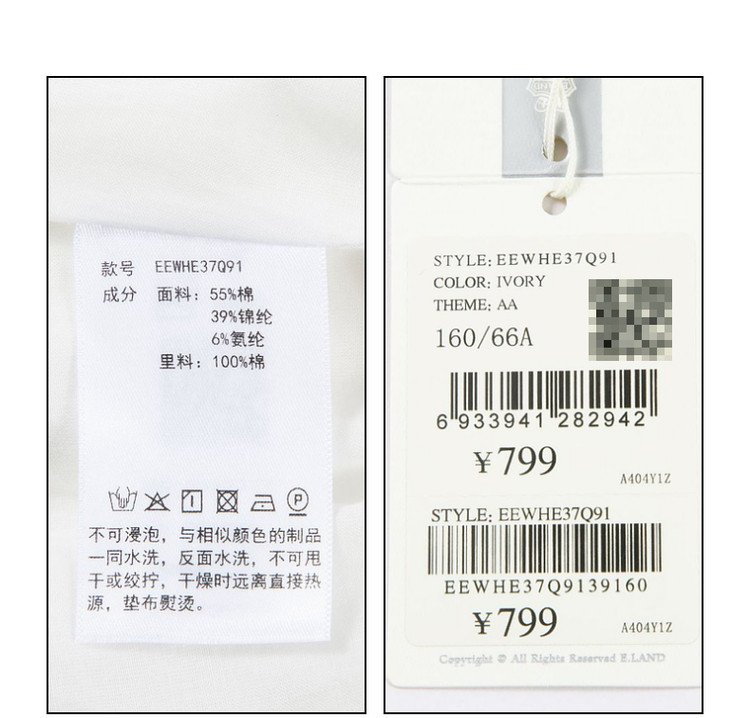 款号 EEWHE37Q91
成分 面料：55%棉
39%锦纶
6%氨纶
里料：100%棉
P
不可浸泡，与相似颜色的制品
一同水洗，反面水洗，不可甩
干或绞拧，干燥时远离直接热
源，垫布熨烫。
STYLE: EEWHE37Q91
COLOR: IVORY
THEME: AA
160/66A
6 933941 282942
¥799
A404Y1Z
STYLE: EEWHE37Q91
EEWHE37Q9139160
¥799
A404Y1Z
Copyright © All Rights Reserved E.LAND